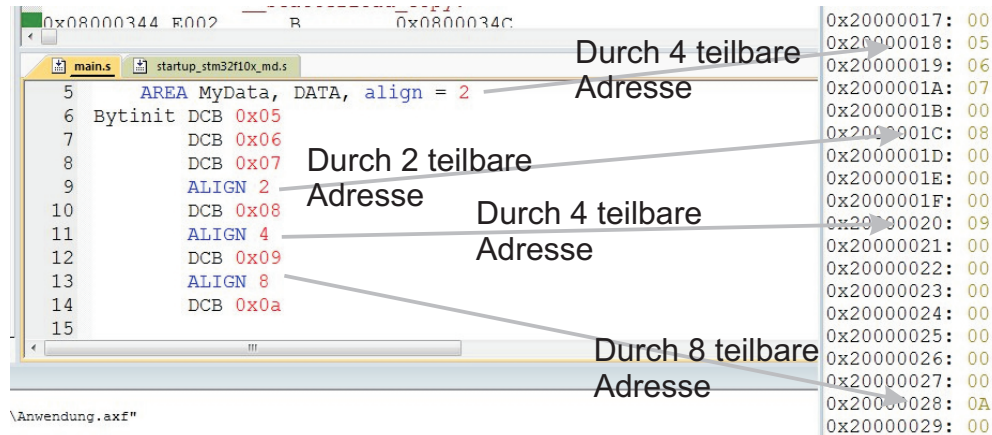 0x08000344 E002 B 0x0800034C
main.s startup_stm32f10x_md.s
5 AREA MyData, DATA, align = 2
6 Bytinit DCB 0x05
7 DCB 0x06
8 DCB 0x07
9 ALIGN 2
10 DCB 0x08
11 ALIGN 4
12 DCB 0x09
13 ALIGN 8
14 DCB 0x0a
15
Durch 4 teilbare
Adresse
Durch 2 teilbare
Adresse
Durch 4 teilbare
Adresse
Durch 8 teilbare
Adresse
\Anwendung.axf"
0x20000017: 00
0x20000018: 05
0x20000019: 06
0x2000001A: 07
0x2000001B: 00
0x2000001C: 08
0x2000001D: 00
0x2000001E: 00
0x2000001F: 00
0x20000020: 09
0x20000021: 00
0x20000022: 00
0x20000023: 00
0x20000024: 00
0x20000025: 00
0x20000026: 00
0x20000027: 00
0x20000028: 0A
0x20000029: 00